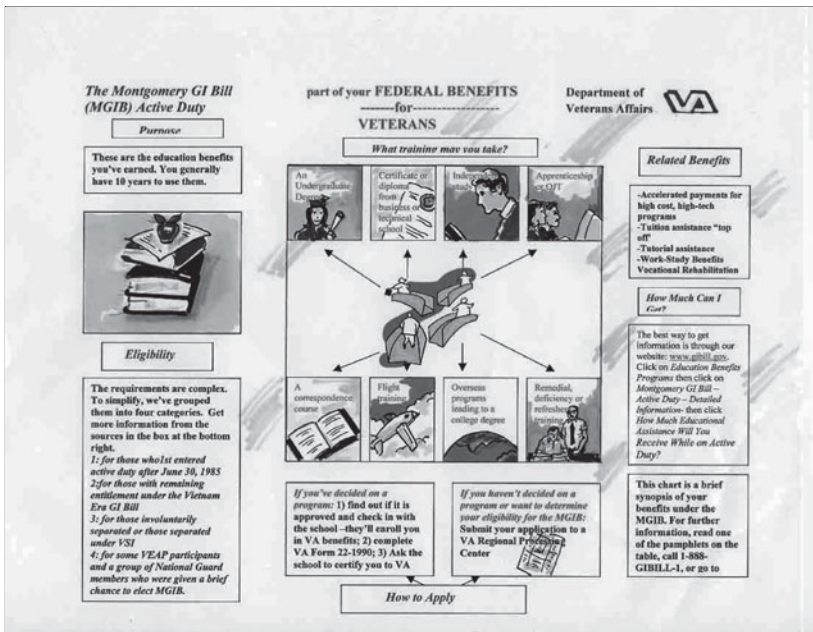 The Montgomery GI Bill
(MGIB) Active Duty
Purpose
These are the education benefits
you've earned. You generally
have 10 years to use them.
Eligibility
The requirements are complex.
To simplify, we've grouped
them into four categories. Get
more information from the
sources in the box at the bottom
right.
1: for those who1st entered
active duty after June 30, 1985
2:for those with remaining
entitlement under the Vietnam
Era GI Bill
3: for those involuntarily
separated or those separated
under VSI
4: for some VEAP participants
and a group of National Guard
members who were given a brief
chance to elect MGIB.
part of your FEDERAL BENEFITS
-------for------------------
VETERANS
What training may you take?
An
Undergraduate
Degree
Certificate or
diploma
from
business or
technical
school
Independent
study
Apprenticeship
or OJT
A
correspondence
course
Flight
training
Overseas
programs
leading to a
college degree
Remedial,
deficiency or
refresher
training
If you've decided on a
program: 1) find out if it is
approved and check in with
the school –they'll enroll you
in VA benefits; 2) complete
VA Form 22-1990; 3) Ask the
school to certify you to VA
If you haven't decided on a
program or want to determine
your eligibility for the MGIB:
Submit your application to a
VA Regional Processing
Center
How to Apply
Department of
Veterans Affairs
VA
Related Benefits
-Accelerated payments for
high cost, high-tech
programs
-Tuition assistance "top
off'
-Tutorial assistance
-Work-Study Benefits
Vocational Rehabilitation
How Much Can I
Get?
The best way to get
information is through our
website: www.gibill.gov.
Click on Education Benefits
Programs then click on
Montgomery GI Bill –
Active Duty – Detailed
Information- then click
How Much Educational
Assistance Will You
Receive While on Active
Duty?
This chart is a brief
synopsis of your
benefits under the
MGIB. For further
information, read one
of the pamphlets on the
table, call 1-888-
GIBILL-1, or go to